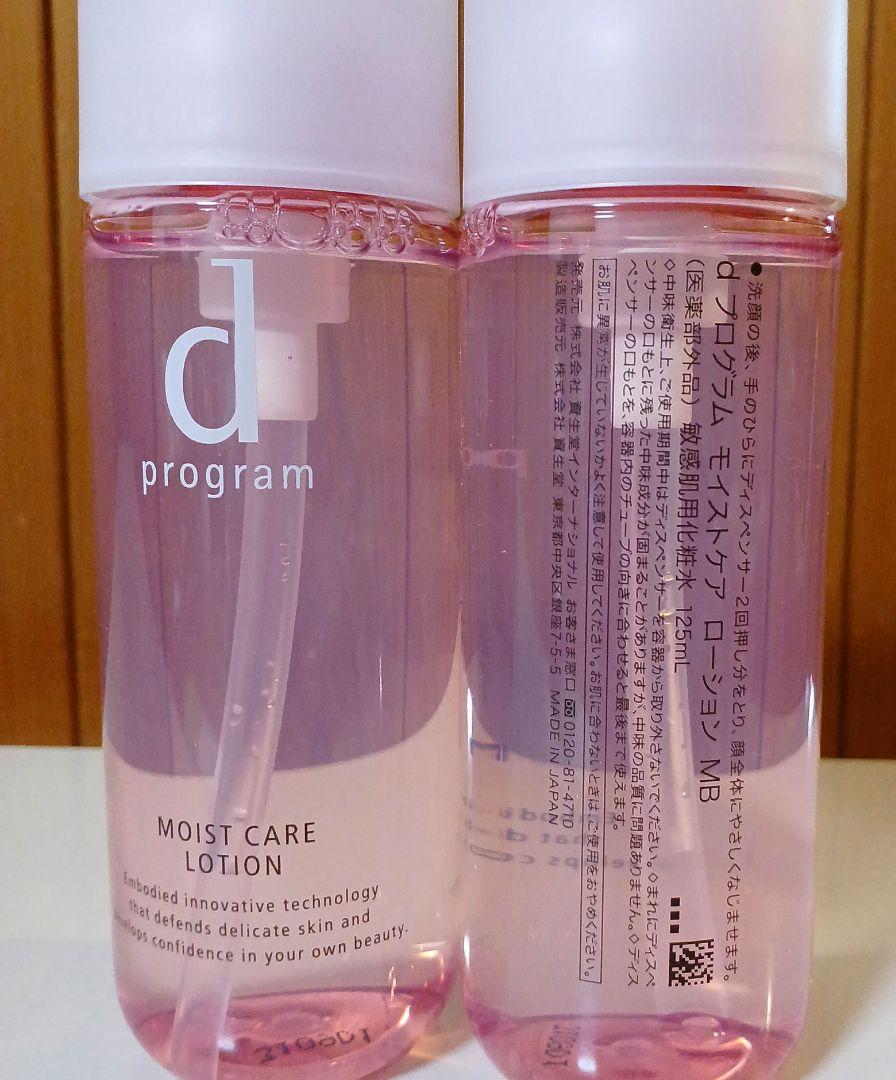 d
program
MOIST CARE
LOTION
Embodied innovative technology
that defends delicate skin and
develops confidence in your own beauty.
●洗顔の後、手のひらにディスペンサー2回押し分をとり、顔全体にやさしくなじませます。
d プログラム モイストケア ローション MB
(医薬部外品) 敏感肌用化粧水 125mL
◇中味衛生上、ご使用期間中はディスペンサーを容器から取り外さないでください。◇まれにディスペ
ンサーの口もとに残った中味成分が固まることがありますが、中味の品質に問題ありません。◇ディス
ペンサーの口もとを、容器内のチューブの向きに合わせると最後まで使えます。
お肌に異常が生じていないかよく注意して使用してください。お肌に合わないときは、ご使用をおやめください。
発売元 株式会社 資生堂インターナショナル お客さま窓口 0120-81-4710
製造販売元 株式会社 資生堂 東京都中央区銀座7-5-5 MADE IN JAPAN